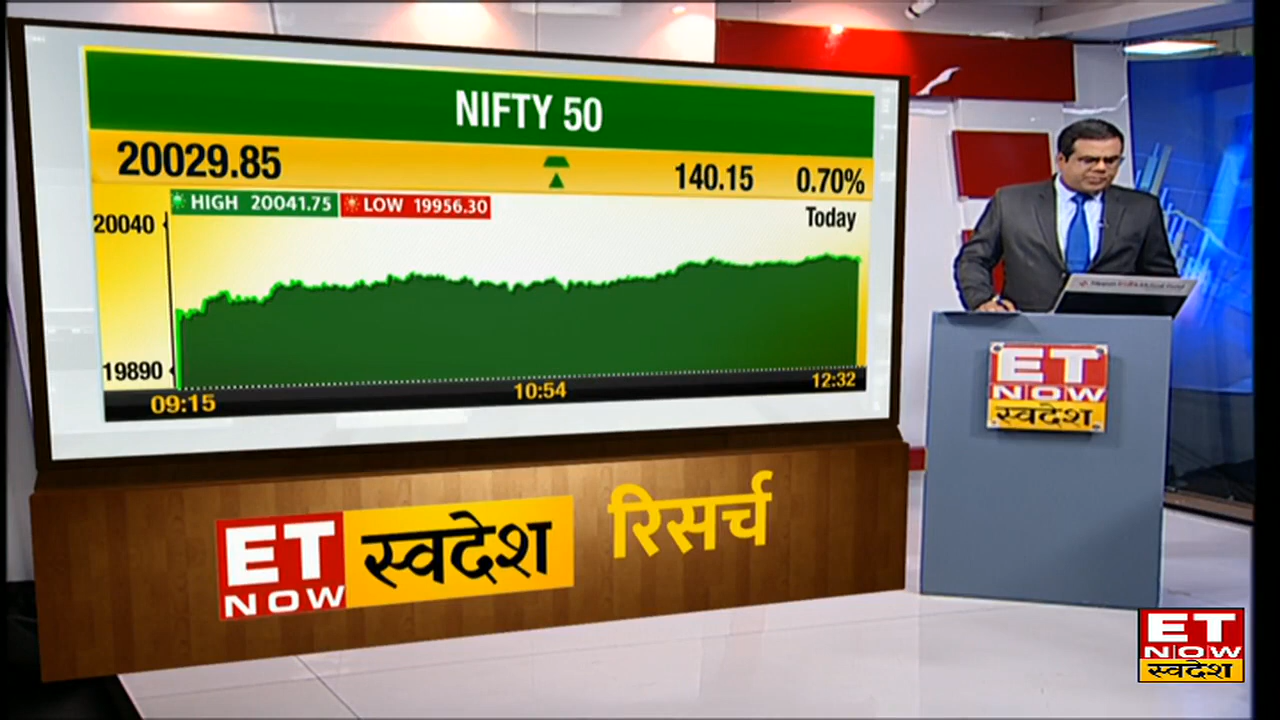 NIFTY 50
20029.85 140.15 0.70%
HIGH 20041.75 LOW 19956.30
Today
20040
19890
09:15 10:54 12:32
ET NOW स्वदेश रिसर्च
ET
NOW
स्वदेश
ET
NOW
स्वदेश